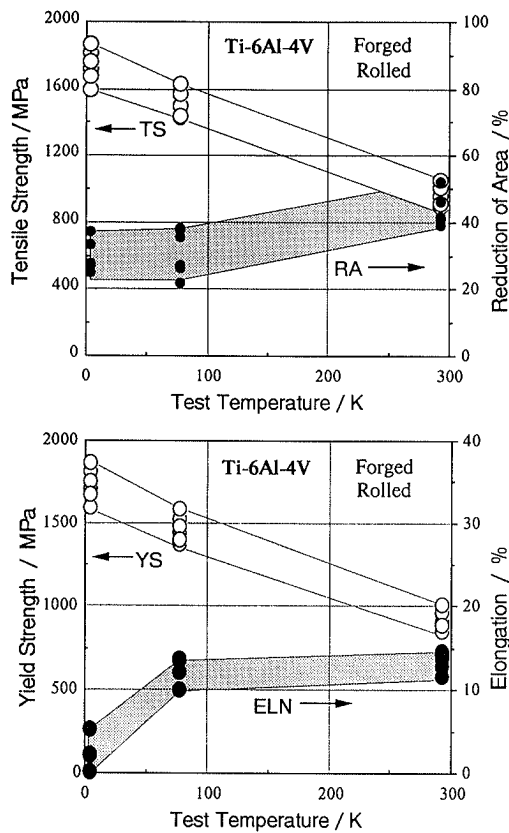 2000
1600
1200
800
400
0
Tensile Strength / MPa
Ti-6Al-4V
Forged
Rolled
TS
RA
100
80
60
40
20
0
Reduction of Area / %
0 100 200 300
Test Temperature / K
2000
1500
1000
500
0
Yield Strength / MPa
Ti-6Al-4V
Forged
Rolled
YS
ELN
40
30
20
10
0
Elongation / %
0 100 200 300
Test Temperature / K